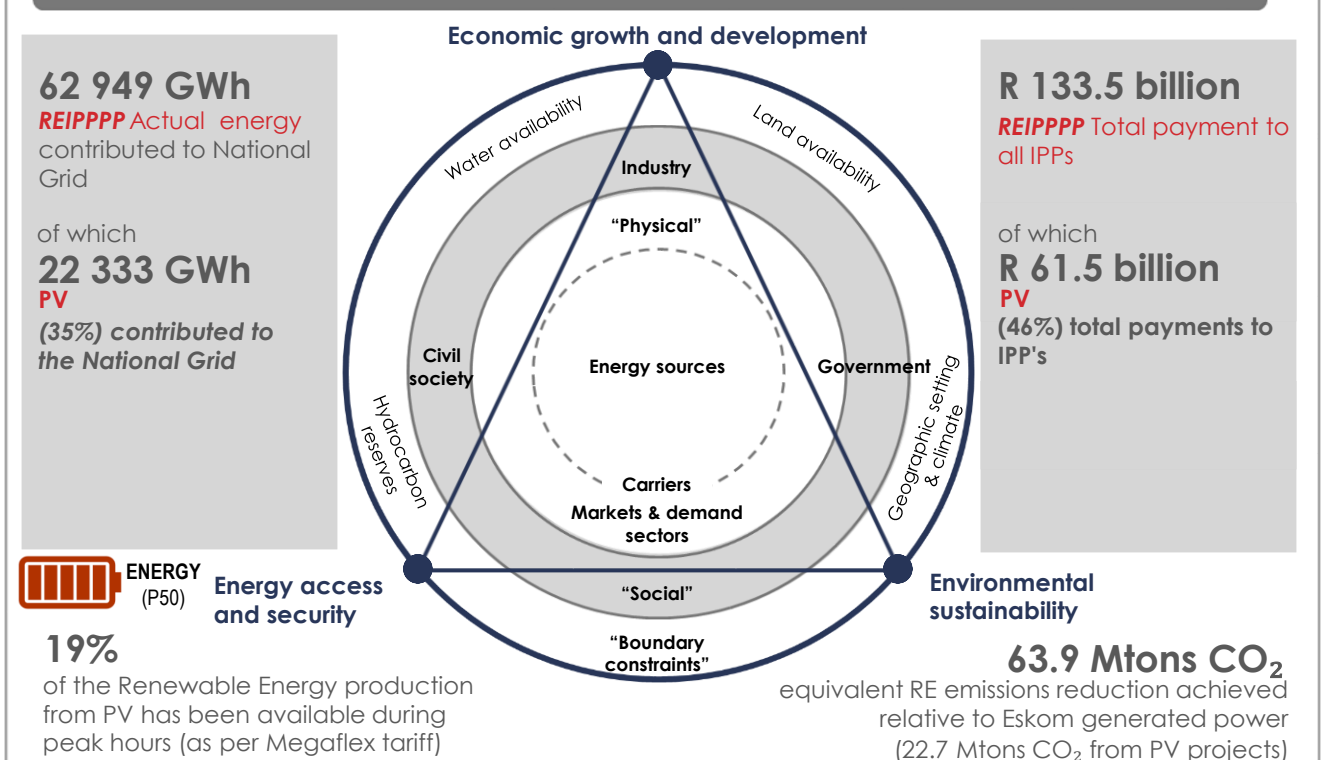 Economic growth and development
62 949 GWh
REIPPPP Actual energy
contributed to National
Grid
of which
22 333 GWh
PV
(35%) contributed to
the National Grid
Water availability
Land availability
Industry
“Physical”
Civil
society
Energy sources
Government
Hydrocarbon
reserves
Geographic setting
& climate
Carriers
Markets & demand
sectors
“Social”
“Boundary
constraints”
R 133.5 billion
REIPPPP Total payment to
all IPPs
of which
R 61.5 billion
PV
(46%) total payments to
IPP's
ENERGY
(P50)
Energy access
and security
19%
of the Renewable Energy production
from PV has been available during
peak hours (as per Megaflex tariff)
Environmental
sustainability
63.9 Mtons CO₂
equivalent RE emissions reduction achieved
relative to Eskom generated power
(22.7 Mtons CO₂ from PV projects)